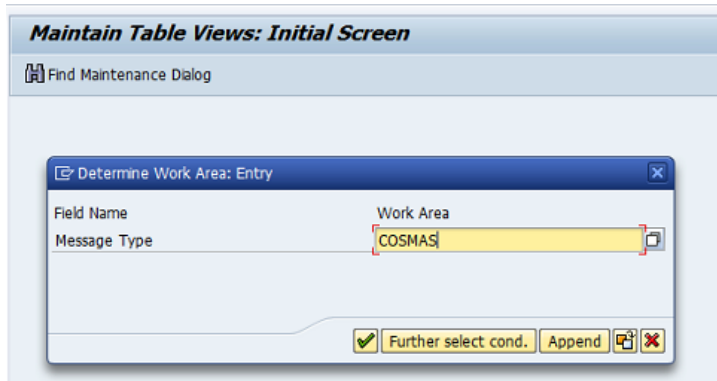 Maintain Table Views: Initial Screen
Find Maintenance Dialog
Determine Work Area: Entry
Field Name Work Area
Message Type COSMAS
Further select cond. Append